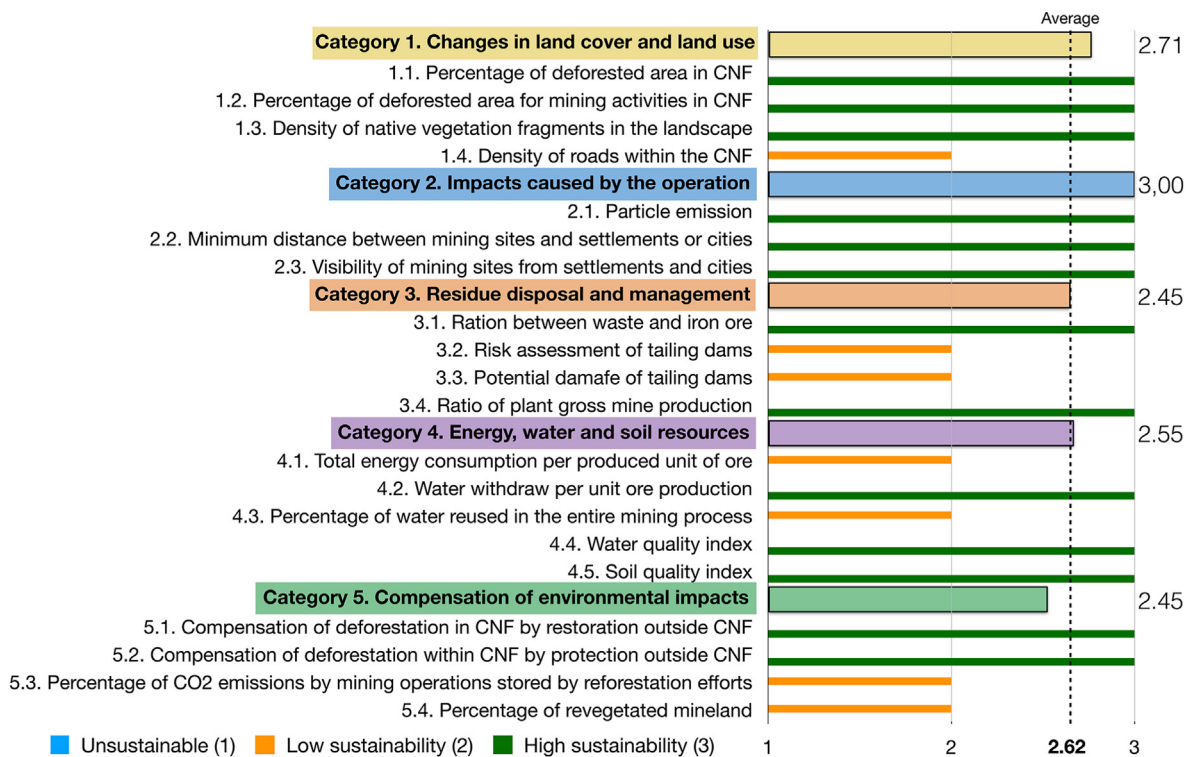 Average
Category 1. Changes in land cover and land use 2.71
1.1. Percentage of deforested area in CNF
1.2. Percentage of deforested area for mining activities in CNF
1.3. Density of native vegetation fragments in the landscape
1.4. Density of roads within the CNF
Category 2. Impacts caused by the operation 3,00
2.1. Particle emission
2.2. Minimum distance between mining sites and settlements or cities
2.3. Visibility of mining sites from settlements and cities
Category 3. Residue disposal and management 2.45
3.1. Ration between waste and iron ore
3.2. Risk assessment of tailing dams
3.3. Potential damafe of tailing dams
3.4. Ratio of plant gross mine production
Category 4. Energy, water and soil resources 2.55
4.1. Total energy consumption per produced unit of ore
4.2. Water withdraw per unit ore production
4.3. Percentage of water reused in the entire mining process
4.4. Water quality index
4.5. Soil quality index
Category 5. Compensation of environmental impacts 2.45
5.1. Compensation of deforestation in CNF by restoration outside CNF
5.2. Compensation of deforestation within CNF by protection outside CNF
5.3. Percentage of CO2 emissions by mining operations stored by reforestation efforts
5.4. Percentage of revegetated mineland
Unsustainable (1) Low sustainability (2) High sustainability (3) 1 2 2.62 3